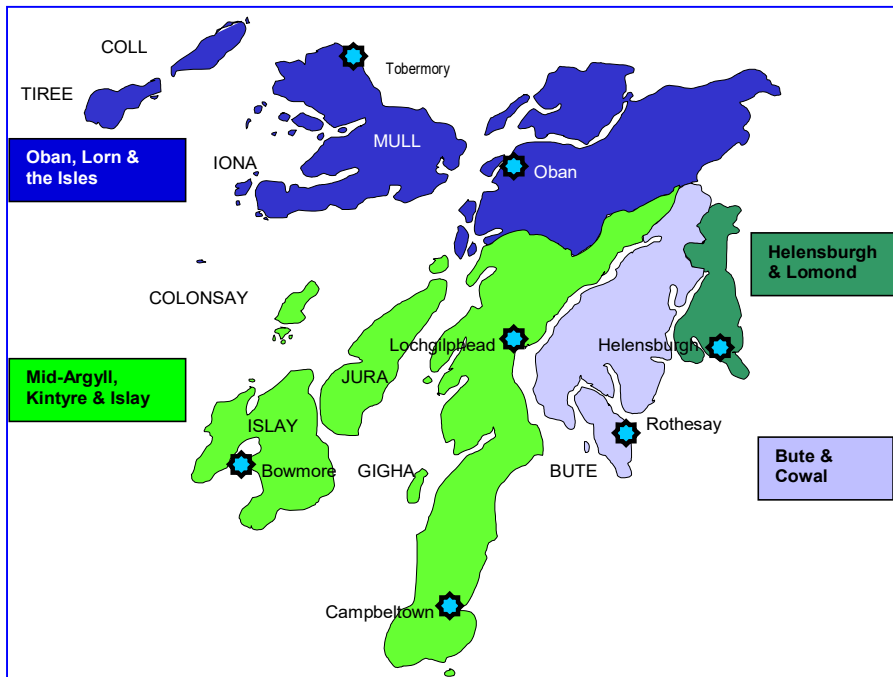 COLL
Tobermory
TIREE
MULL
Oban, Lorn &
the Isles
IONA
Oban
Helensburgh
& Lomond
COLONSAY
Lochgilphead
Helensburgh
Mid-Argyll,
Kintyre & Islay
JURA
ISLAY
Rothesay
Bowmore
GIGHA
BUTE
Bute &
Cowal
Campbeltown